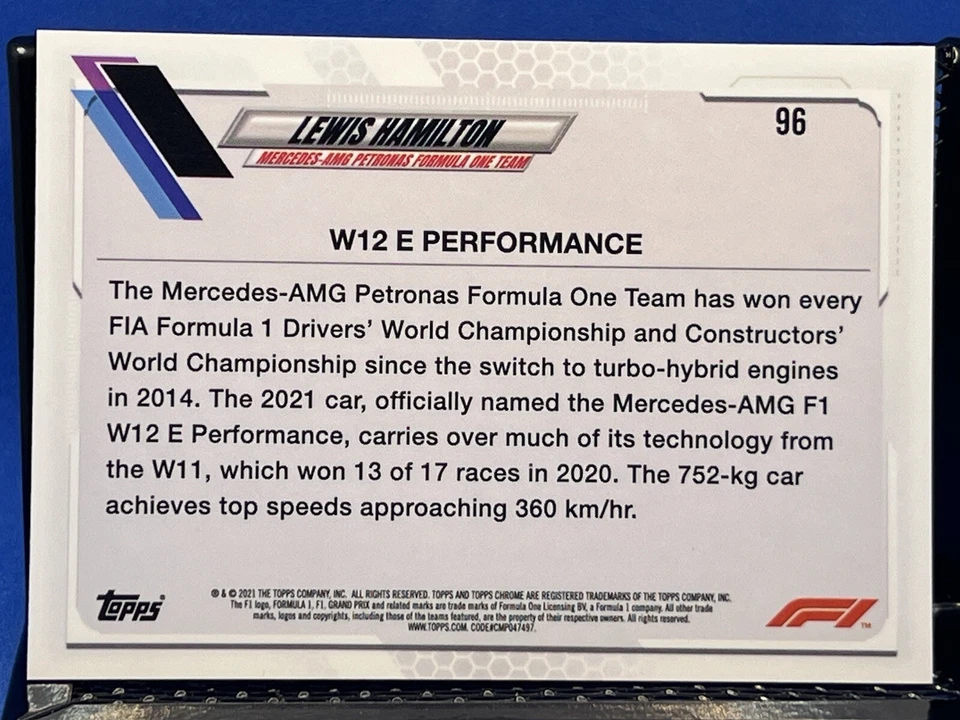 LEWIS HAMILTON
96
MERCEDES-AMG PETRONAS FORMULA ONE TEAM
W12 E PERFORMANCE
The Mercedes-AMG Petronas Formula One Team has won every
FIA Formula 1 Drivers’ World Championship and Constructors’
World Championship since the switch to turbo-hybrid engines
in 2014. The 2021 car, officially named the Mercedes-AMG F1
W12 E Performance, carries over much of its technology from
the W11, which won 13 of 17 races in 2020. The 752-kg car
achieves top speeds approaching 360 km/hr.
topps®
® & © 2021 THE TOPPS COMPANY, INC. ALL RIGHTS RESERVED. TOPPS AND TOPPS CHROME ARE REGISTERED TRADEMARKS OF THE TOPPS COMPANY, INC.
The F1 logo, FORMULA 1, F1, GRAND PRIX and related marks are trade marks of Formula One Licensing BV, a Formula 1 company. All other trade
marks, logos and copyrights, including those of the teams featured, are the property of their respective owners. All rights reserved.
WWW.TOPPS.COM. CODE#CMP047497.
F1™